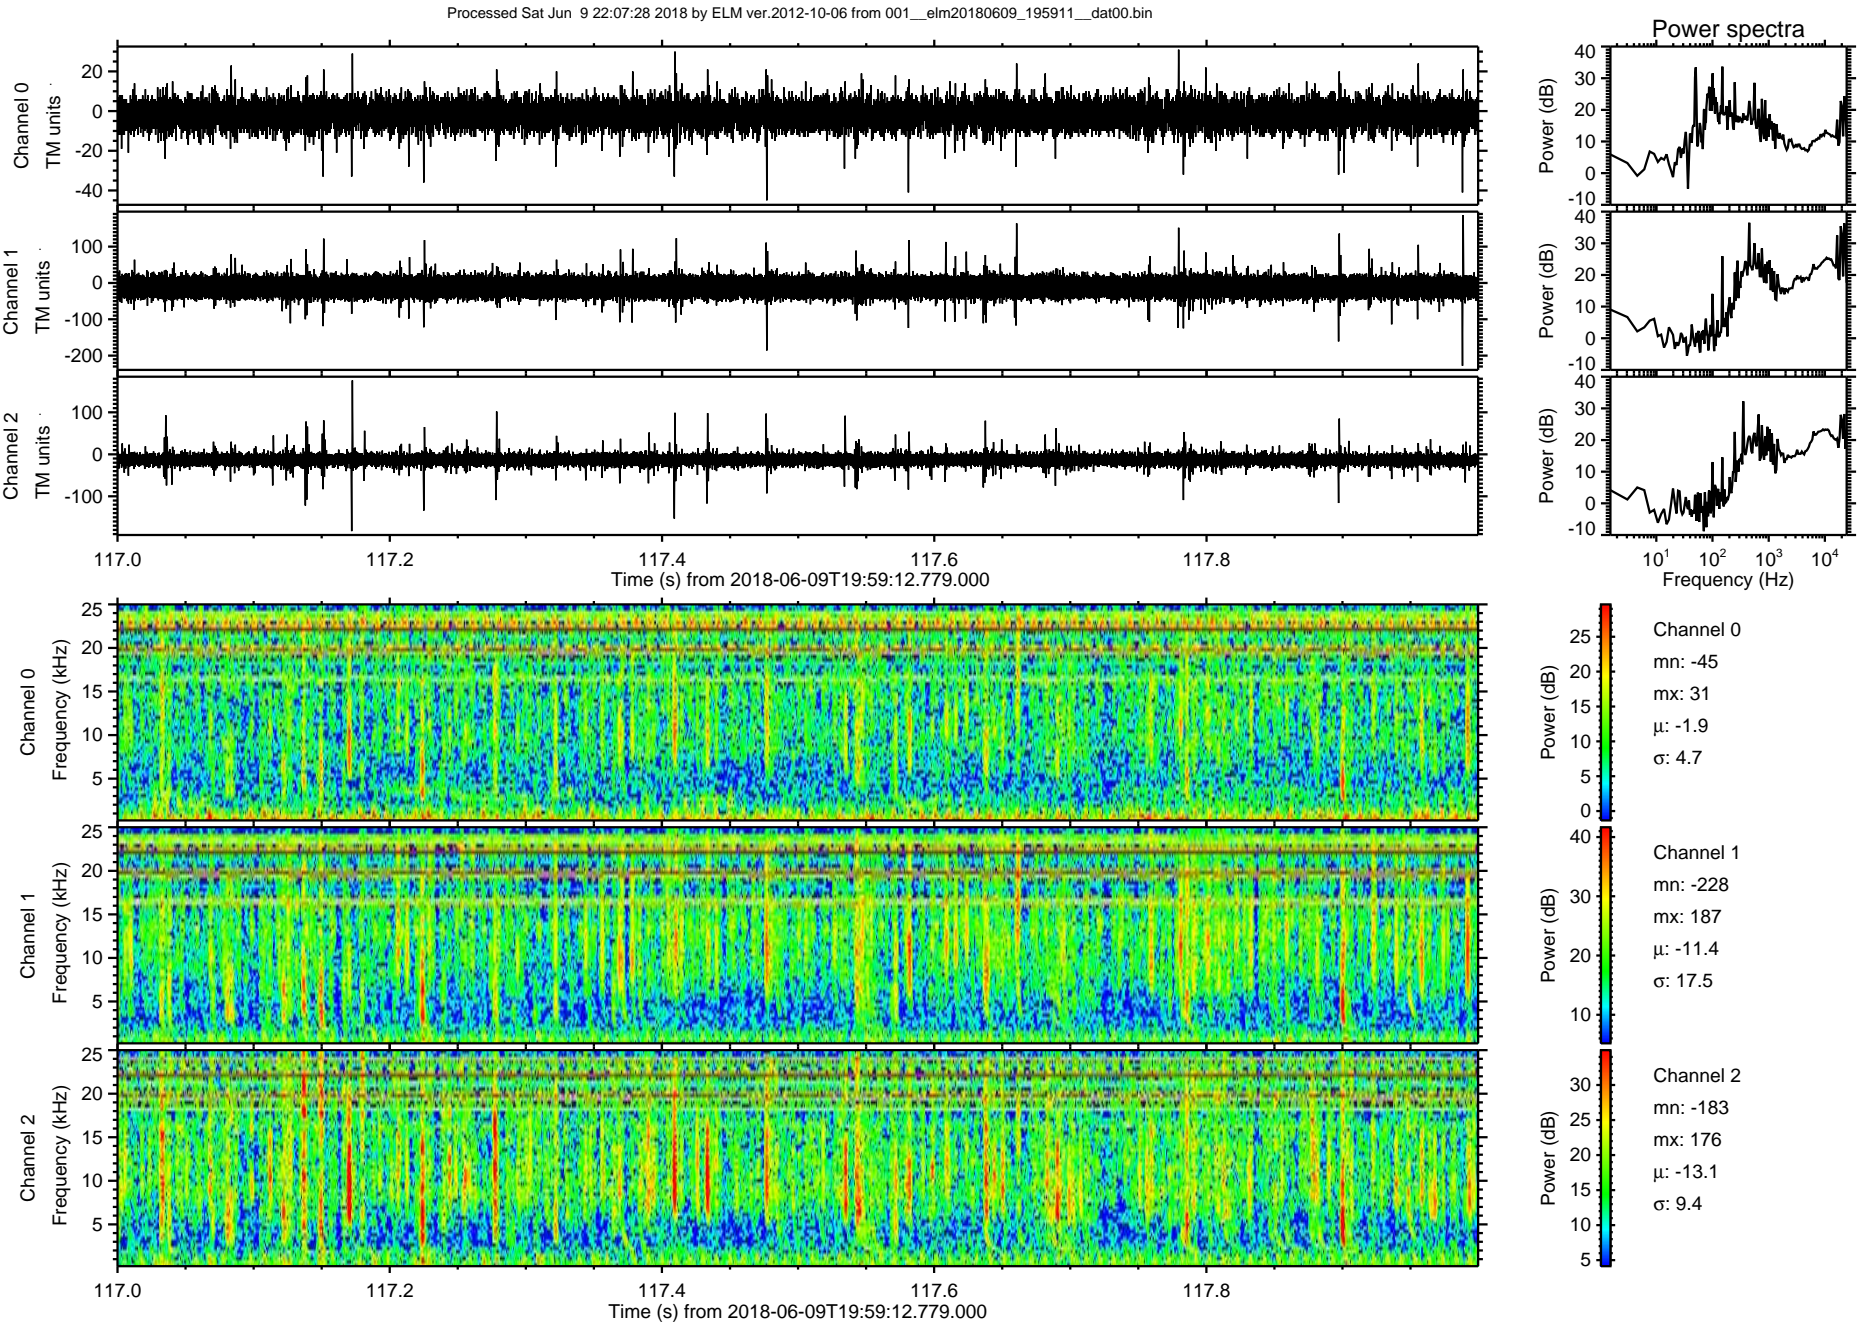 Processed Sat Jun  9 22:07:28 2018 by ELM ver.2012-10-06 from 001__elm20180609_195911__dat00.bin
Power spectra
Channel 0
TM units
20
0
-20
-40
Power (dB)
40
30
20
10
0
-10
Channel 1
TM units
100
0
-100
-200
Power (dB)
40
30
20
10
0
-10
Channel 2
TM units
100
0
-100
Power (dB)
40
30
20
10
0
-10
117.0 117.2 117.4 117.6 117.8
Time (s) from 2018-06-09T19:59:12.779.000
10¹ 10² 10³ 10⁴
Frequency (Hz)
Channel 0
Frequency (kHz)
25
20
15
10
5
Power (dB)
25
20
15
10
5
0
Channel 0
mn: -45
mx: 31
μ: -1.9
σ: 4.7
Channel 1
Frequency (kHz)
25
20
15
10
5
Power (dB)
40
30
20
10
Channel 1
mn: -228
mx: 187
μ: -11.4
σ: 17.5
Channel 2
Frequency (kHz)
25
20
15
10
5
Power (dB)
30
25
20
15
10
5
Channel 2
mn: -183
mx: 176
μ: -13.1
σ: 9.4
117.0 117.2 117.4 117.6 117.8
Time (s) from 2018-06-09T19:59:12.779.000